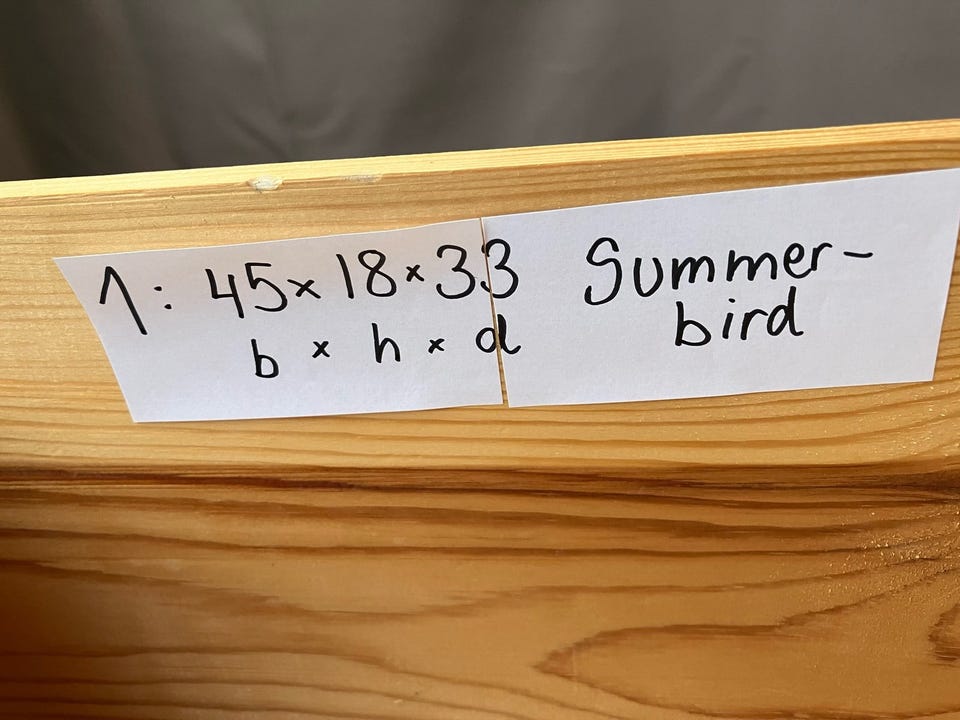 1: 45×18×33
b × h × d
Summer-
bird